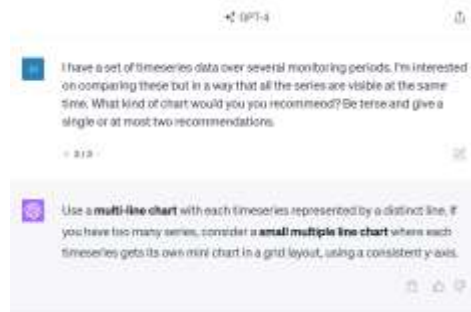 GPT-4
I have a set of timeseries data over several monitoring periods. I'm interested
on comparing these but in a way that all the series are visible at the same
time. What kind of chart would you you recommend? Be terse and give a
single or at most two recommendations.
Use a multi-line chart with each timeseries represented by a distinct line. If
you have too many series, consider a small multiple line chart where each
timeseries gets its own mini chart in a grid layout, using a consistent y-axis.